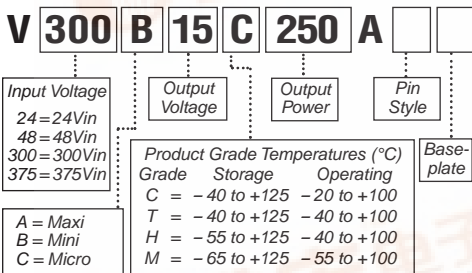 V 300 B 15 C 250 A
Input Voltage
24 = 24Vin
48 = 48Vin
300 = 300Vin
375 = 375Vin
Output
Voltage
Output
Power
Pin
Style
Base-
plate
A = Maxi
B = Mini
C = Micro
Product Grade Temperatures (°C)
Grade Storage Operating
C = – 40 to +125 – 20 to +100
T = – 40 to +125 – 40 to +100
H = – 55 to +125 – 40 to +100
M = – 65 to +125 – 55 to +100